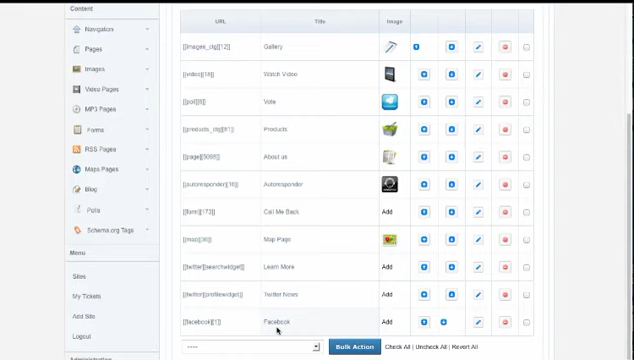 Content
URL Title Image
Navigation
[[images_ctg][12] Gallery
Pages
Images
[[video][18]] Watch Video
Video Pages
[[poll][8]] Vote
MP3 Pages
Forms
[[products_ctg][81]] Products
RSS Pages
[[page][5098]] About us
Maps Pages
Blog
[[autoresponder][16]] Autoresponder
Polls
[[form][173]] Call Me Back Add
Schema.org Tags
[[map][36]] Map Page
Menu
[[twitter][searchwidget]] Learn More Add
Sites
My Tickets
[[twitter][profilewidget]] Twitter News Add
Add Site
[[facebook][1]] Facebook Add
Logout
---- Bulk Action Check All | Uncheck All | Revert All
Administration